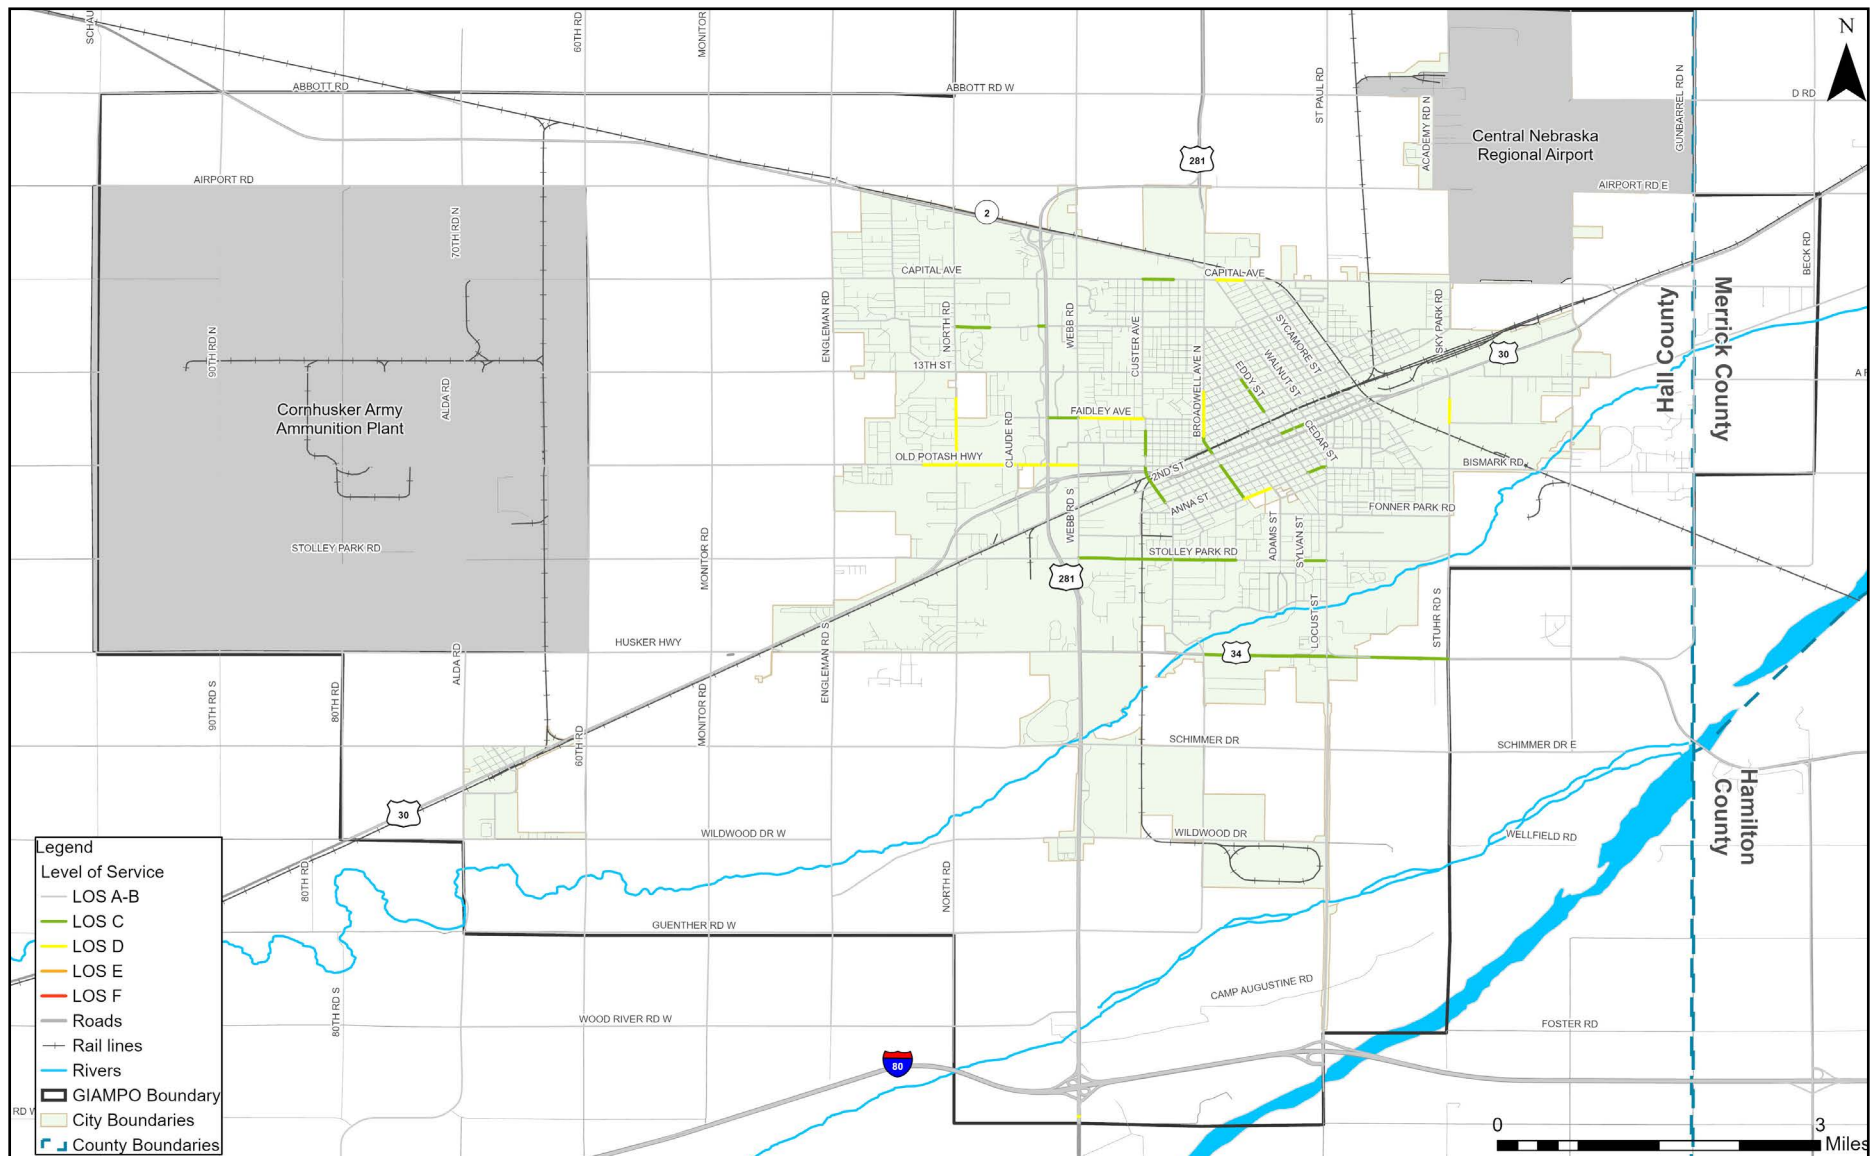 SCHAU
60TH RD
MONITOR
N
ABBOTT RD
ABBOTT RD W
ST PAUL RD
ACADEMY RD N
GUNBARREL RD N
D RD
Central Nebraska
Regional Airport
281
AIRPORT RD
AIRPORT RD E
2
70TH RD N
BECK RD
CAPITAL AVE
CAPITAL AVE
Hall County
Merrick County
90TH RD N
ENGLEMAN RD
NORTH RD
WEBB RD
CUSTER AVE
SYCAMORE ST
SKY PARK RD
30
13TH ST
BROADWELL AVE N
EDDY ST
WALNUT ST
A R
ALDA RD
Cornhusker Army
Ammunition Plant
FAIDLEY AVE
CLAUDE RD
CEDAR ST
OLD POTASH HWY
2ND ST
BISMARK RD
WEBB RD S
ANNA ST
FONNER PARK RD
STOLLEY PARK RD
MONITOR RD
STOLLEY PARK RD
ADAMS ST
SYLVAN ST
281
LOCUST ST
STUHR RD S
HUSKER HWY
ENGLEMAN RD S
34
ALDA RD
90TH RD S
80TH RD
60TH RD
MONITOR RD
SCHIMMER DR
SCHIMMER DR E
Hamilton
County
30
WILDWOOD DR W
WILDWOOD DR
WELLFIELD RD
80TH RD
NORTH RD
GUENTHER RD W
CAMP AUGUSTINE RD
80TH RD S
WOOD RIVER RD W
FOSTER RD
80
RD W
Legend
Level of Service
LOS A-B
LOS C
LOS D
LOS E
LOS F
Roads
Rail lines
Rivers
GIAMPO Boundary
City Boundaries
County Boundaries
0 3
Miles